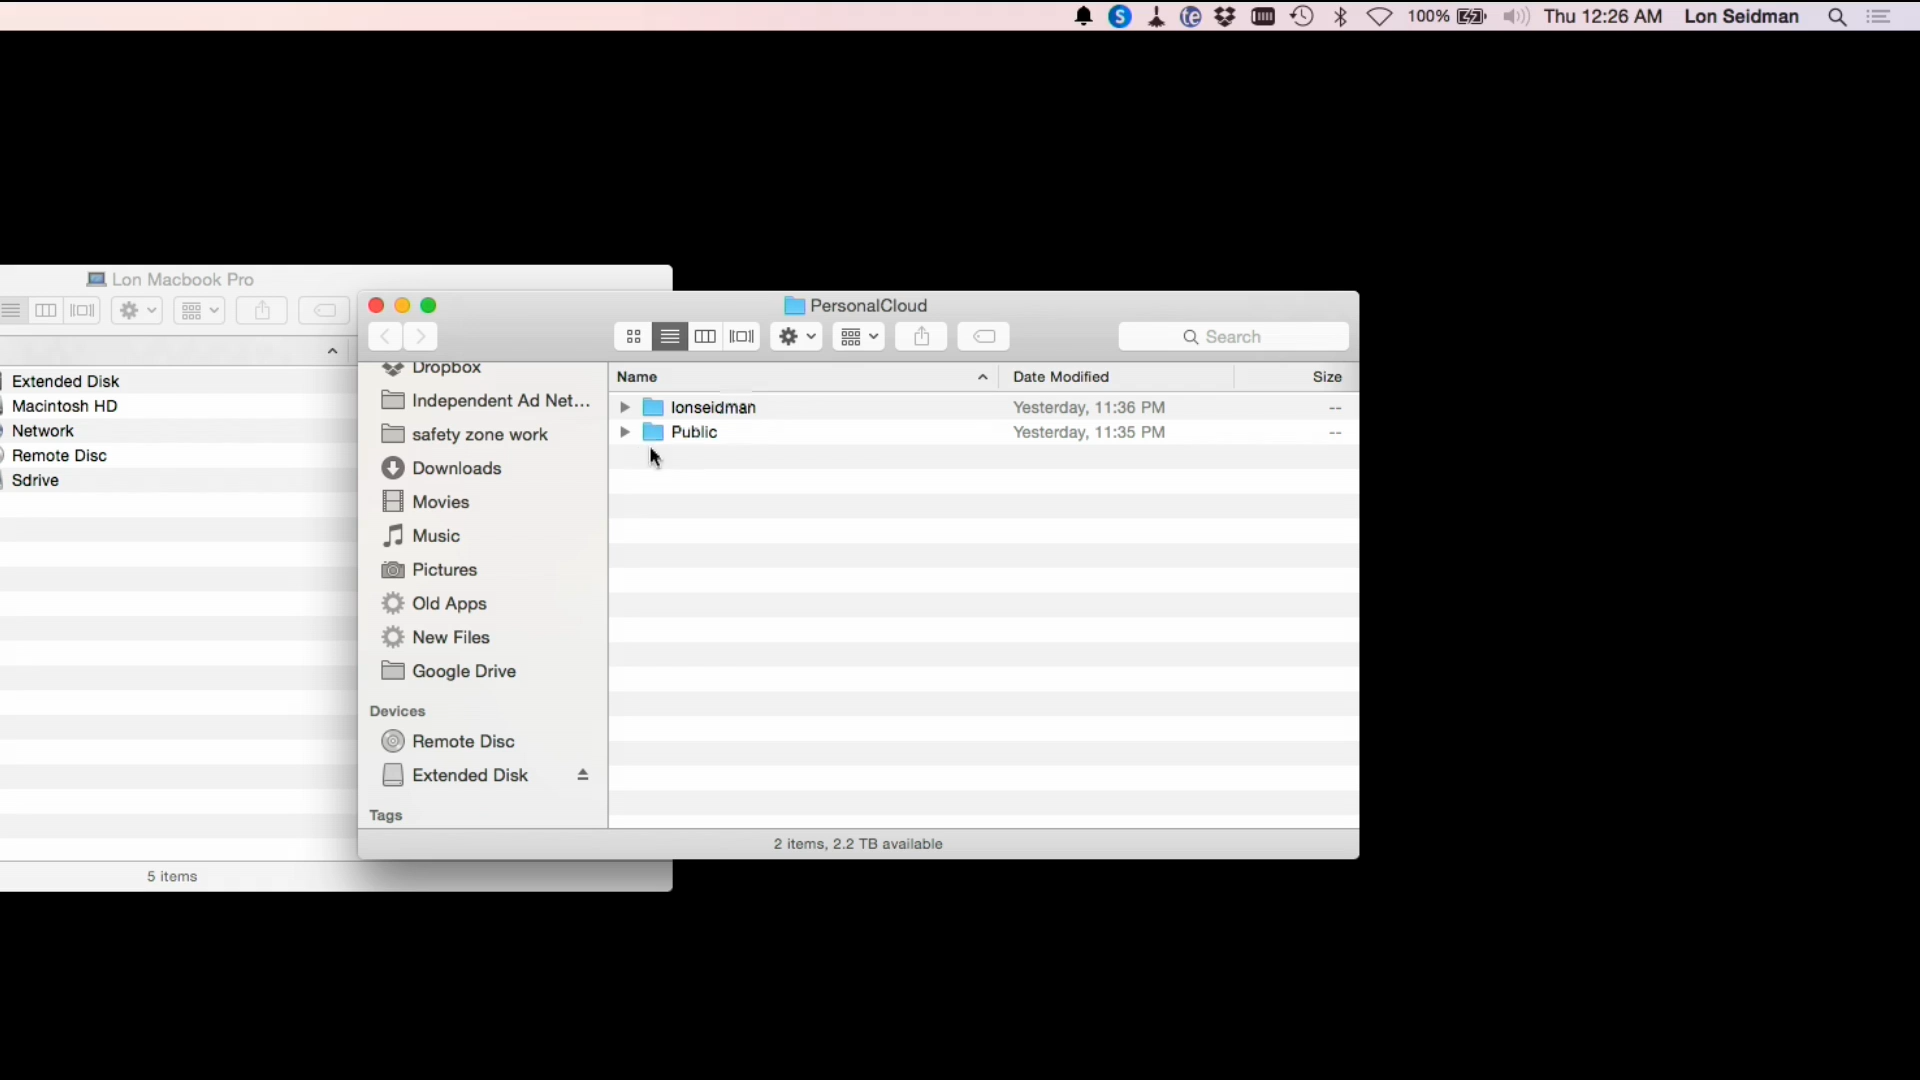 100%
Thu 12:26 AM
Lon Seidman
Lon Macbook Pro
Extended Disk
Macintosh HD
Network
Remote Disc
Sdrive
5 items
PersonalCloud
Search
Dropbox
Independent Ad Net...
safety zone work
Downloads
Movies
Music
Pictures
Old Apps
New Files
Google Drive
Devices
Remote Disc
Extended Disk
Tags
Name
Date Modified
Size
lonseidman
Yesterday, 11:36 PM
--
Public
Yesterday, 11:35 PM
--
2 items, 2.2 TB available